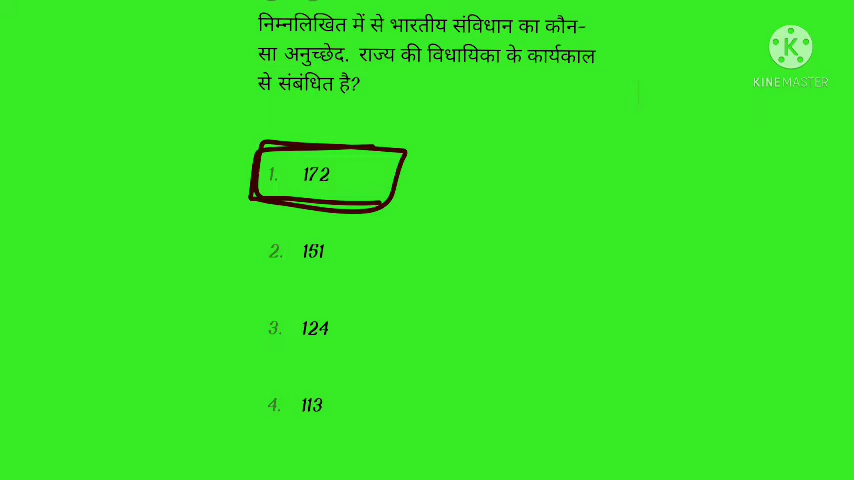 निम्नलिखित में से भारतीय संविधान का कौन-
सा अनुच्छेद. राज्य की विधायिका के कार्यकाल
से संबंधित है?
K
KINEMASTER
1. 172
2. 151
3. 124
4. 113